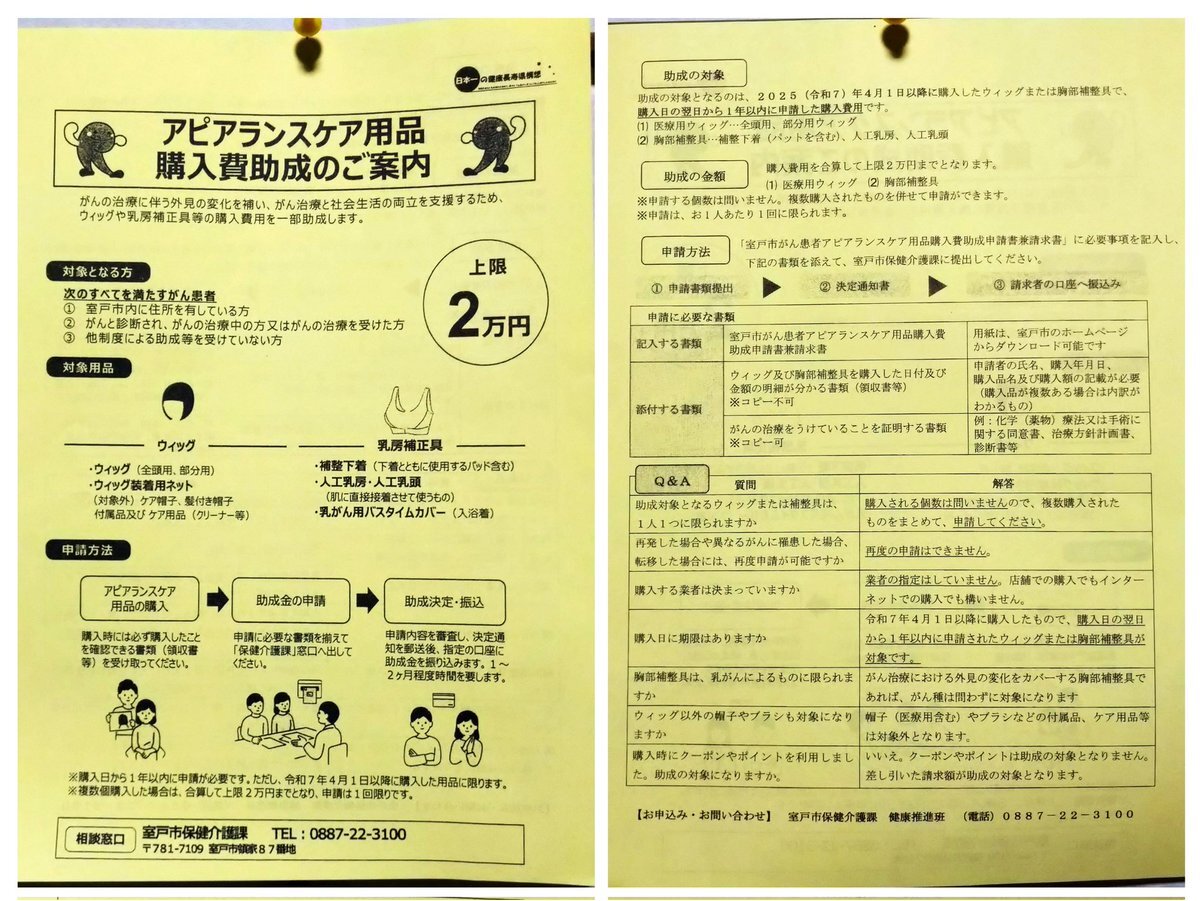 日本一の健康長寿県構想
アピアランスケア用品
購入費助成のご案内
がんの治療に伴う外見の変化を補い、がん治療と社会生活の両立を支援するため、
ウィッグや乳房補正具等の購入費用を一部助成します。
上限
2万円
対象となる方
次のすべてを満たすがん患者
① 室戸市内に住所を有している方
② がんと診断され、がんの治療中の方又はがんの治療を受けた方
③ 他制度による助成等を受けていない方
対象用品
ウィッグ
・ウィッグ（全頭用、部分用）
・ウィッグ装着用ネット
（対象外）ケア帽子、髪付き帽子
付属品及び ケア用品（クリーナー等）
乳房補正具
・補整下着（下着とともに使用するパッド含む）
・人工乳房・人工乳頭
（肌に直接接着させて使うもの）
・乳がん用バスタイムカバー（入浴着）
申請方法
アピアランスケア
用品の購入
購入時には必ず購入したこと
を確認できる書類（領収書
等）を受け取ってください。
助成金の申請
申請に必要な書類を揃えて
「保健介護課」窓口へ出して
ください。
助成決定・振込
申請内容を審査し、決定通
知を郵送後、指定の口座に
助成金を振り込みます。１～
２ヶ月程度時間を要します。
※購入日から１年以内に申請が必要です。ただし、令和７年４月１日以降に購入した用品に限ります。
※複数個購入した場合は、合算して上限２万円までとなり、申請は１回限りです。
相談窓口
室戸市保健介護課 TEL：0887-22-3100
〒781-7109 室戸市領家８７番地
助成の対象
助成の対象となるのは、２０２５（令和７）年４月１日以降に購入したウィッグまたは胸部補整具で、
購入日の翌日から１年以内に申請した購入費用です。
⑴ 医療用ウィッグ…全頭用、部分用ウィッグ
⑵ 胸部補整具…補整下着（パットを含む）、人工乳房、人工乳頭
助成の金額
購入費用を合算して上限２万円までとなります。
⑴ 医療用ウィッグ ⑵ 胸部補整具
※申請する個数は問いません。複数購入されたものを併せて申請ができます。
※申請は、お１人あたり１回に限られます。
申請方法
「室戸市がん患者アピアランスケア用品購入費助成申請書兼請求書」に必要事項を記入し、
下記の書類を添えて、室戸市保健介護課に提出してください。
① 申請書類提出 ▶ ② 決定通知書 ▶ ③ 請求者の口座へ振込み
申請に必要な書類
記入する書類
室戸市がん患者アピアランスケア用品購入費
助成申請書兼請求書
用紙は、室戸市のホームページ
からダウンロード可能です
添付する書類
ウィッグ及び胸部補整具を購入した日付及び
金額の明細が分かる書類（領収書等）
※コピー不可
申請者の氏名、購入年月日、
購入品名及び購入額の記載が必要
（購入品が複数ある場合は内訳が
わかるもの）
がんの治療をうけていることを証明する書類
※コピー可
例：化学（薬物）療法又は手術に
関する同意書、治療方針計画書、
診断書等
Q＆A
質問
解答
助成対象となるウィッグまたは補整具は、
１人１つに限られますか
購入される個数は問いませんので、複数購入された
ものをまとめて、申請してください。
再発した場合や異なるがんに罹患した場合、
転移した場合には、再度申請が可能ですか
再度の申請はできません。
購入する業者は決まっていますか
業者の指定はしていません。店舗での購入でもインター
ネットでの購入でも構いません。
購入日に期限はありますか
令和７年４月１日以降に購入したもので、購入日の翌日
から１年以内に申請されたウィッグまたは胸部補整具が
対象です。
胸部補整具は、乳がんによるものに限られま
すか
がん治療における外見の変化をカバーする胸部補整具で
あれば、がん種は問わずに対象になります
ウィッグ以外の帽子やブラシも対象になり
ますか
帽子（医療用含む）やブラシなどの付属品、ケア用品等
は対象外となります。
購入時にクーポンやポイントを利用しまし
た。助成の対象になりますか。
いいえ。クーポンやポイントは助成の対象となりません。
差し引いた請求額が助成の対象となります。
【お申込み・お問い合わせ】 室戸市保健介護課 健康推進班 （電話）０８８７－２２－３１００